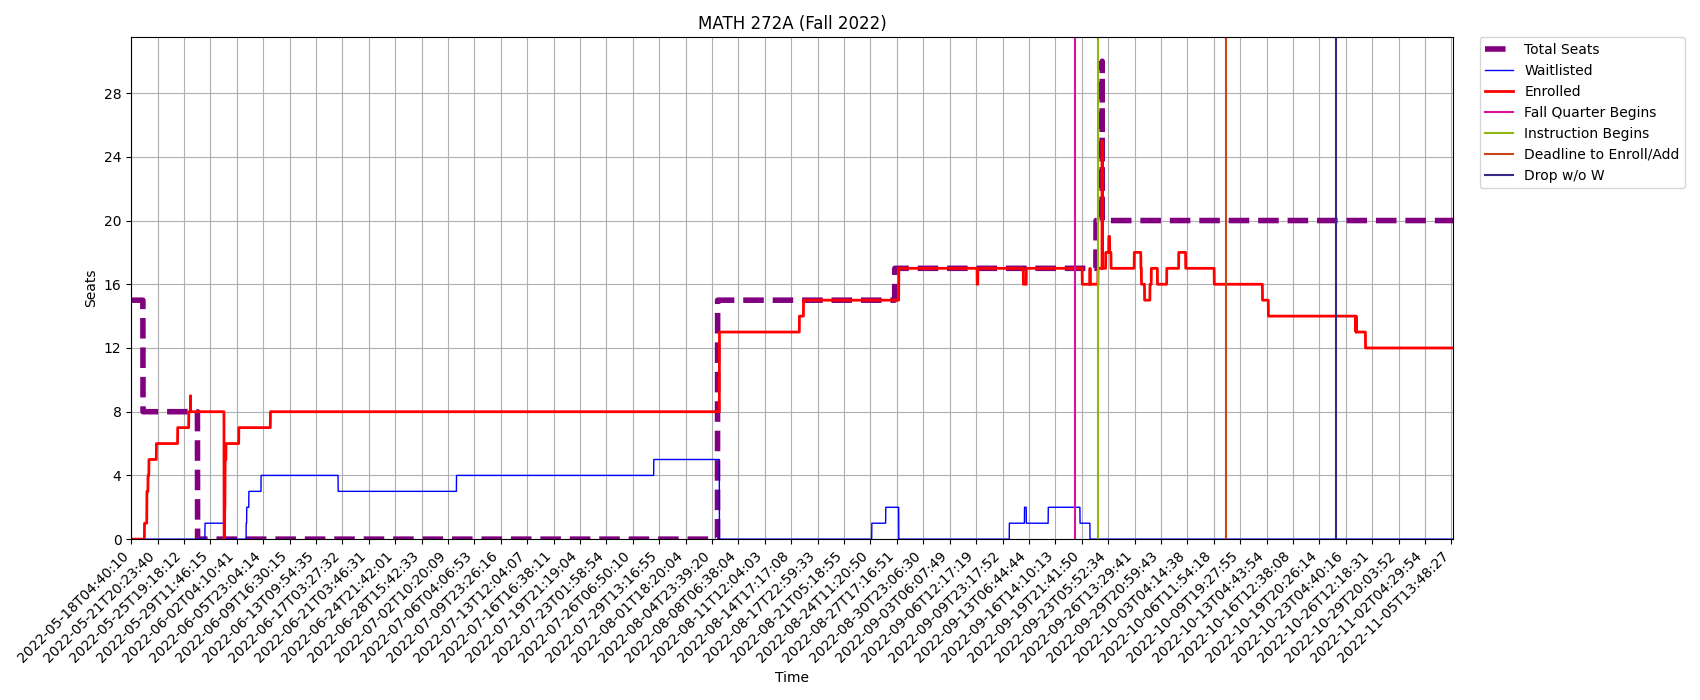 MATH 272A (Fall 2022)
Total Seats
Waitlisted
Enrolled
Fall Quarter Begins
Instruction Begins
Deadline to Enroll/Add
Drop w/o W
28
24
20
16
12
8
4
0
Seats
2022-05-18T04:40:10
2022-05-21T20:23:40
2022-05-25T19:18:12
2022-05-29T11:46:15
2022-06-02T04:10:41
2022-06-05T23:04:14
2022-06-09T16:30:15
2022-06-13T09:54:35
2022-06-17T03:27:32
2022-06-21T03:46:31
2022-06-24T21:42:01
2022-06-28T15:42:33
2022-07-02T10:20:09
2022-07-06T04:06:53
2022-07-09T23:26:16
2022-07-13T12:04:07
2022-07-16T16:38:11
2022-07-19T21:19:04
2022-07-23T01:58:54
2022-07-26T06:50:10
2022-07-29T13:16:55
2022-08-01T18:20:04
2022-08-04T23:39:20
2022-08-08T06:38:04
2022-08-11T12:04:03
2022-08-14T17:17:08
2022-08-17T22:59:33
2022-08-21T05:18:55
2022-08-24T11:20:50
2022-08-27T17:16:51
2022-08-30T23:06:30
2022-09-03T06:07:49
2022-09-06T12:17:19
2022-09-09T23:17:52
2022-09-13T06:44:44
2022-09-16T14:10:13
2022-09-19T21:41:50
2022-09-23T05:52:34
2022-09-26T13:29:41
2022-09-29T20:59:43
2022-10-03T04:14:38
2022-10-06T11:54:18
2022-10-09T19:27:55
2022-10-13T04:43:54
2022-10-16T12:38:08
2022-10-19T20:26:14
2022-10-23T04:40:16
2022-10-26T12:18:31
2022-10-29T20:03:52
2022-11-02T04:29:54
2022-11-05T13:48:27
Time